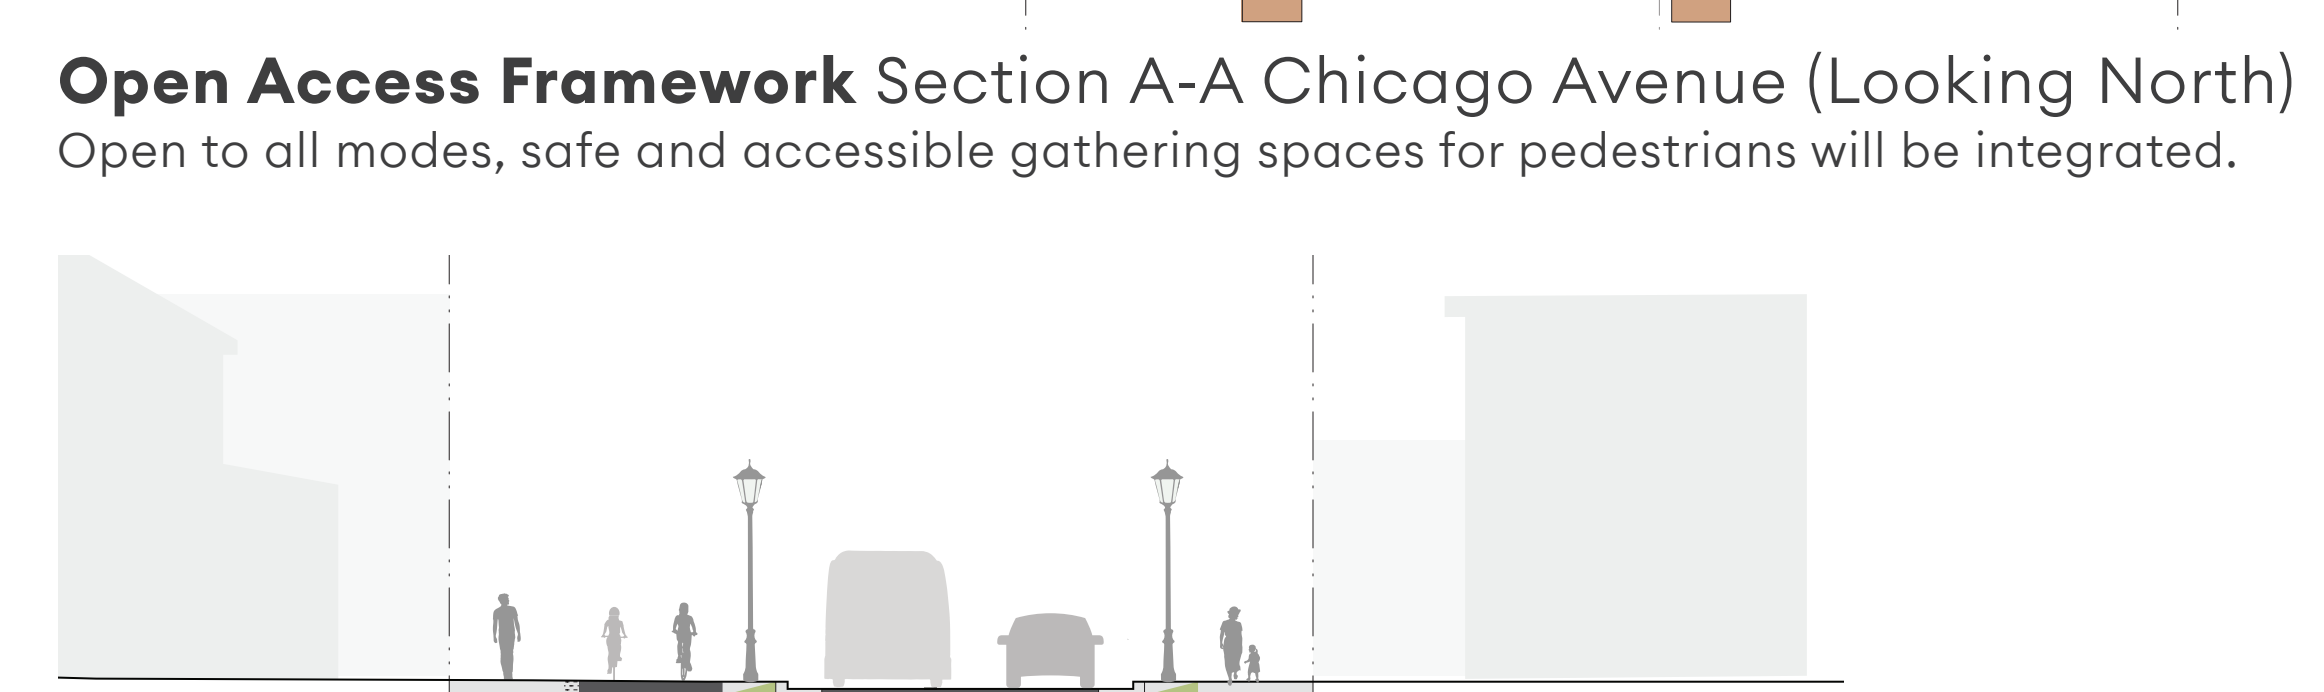 Open Access Framework Section A-A Chicago Avenue (Looking North)
Open to all modes, safe and accessible gathering spaces for pedestrians will be integrated.